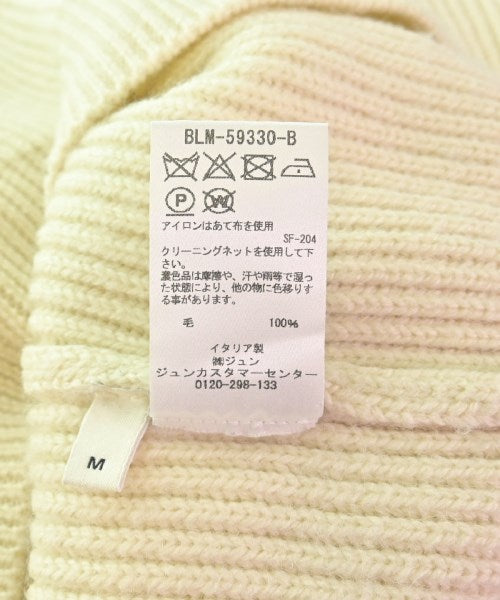 BLM-59330-B
P W
アイロンはあて布を使用
SF-204
クリーニングネットを使用して下
さい。
濃色品は摩擦や、汗や雨等で湿っ
た状態により、他の物に色移りす
る事があります。
毛 100%
イタリア製
㈱ジュン
ジュンカスタマーセンター
0120-298-133
M